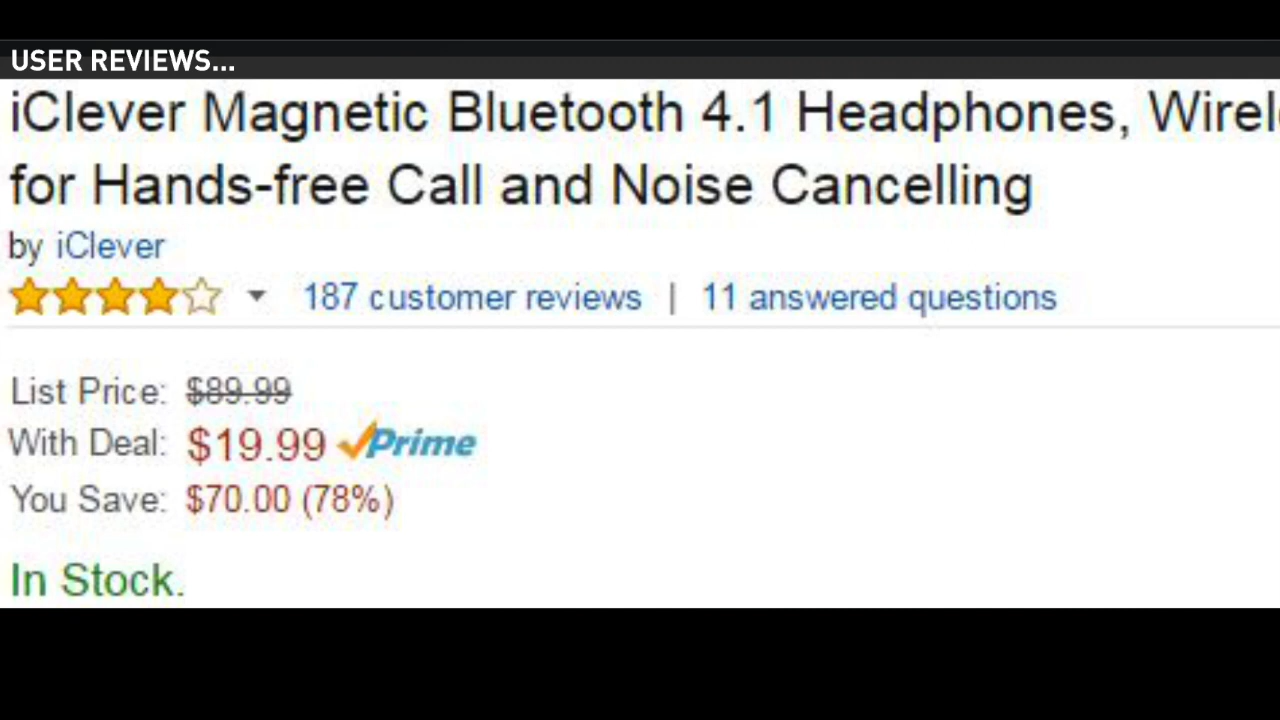 USER REVIEWS...
iClever Magnetic Bluetooth 4.1 Headphones,
for Hands-free Call and Noise Cancelling
by iClever
187 customer reviews | 11 answered questions
List Price: $89.99
With Deal: $19.99 Prime
You Save: $70.00 (78%)
In Stock.